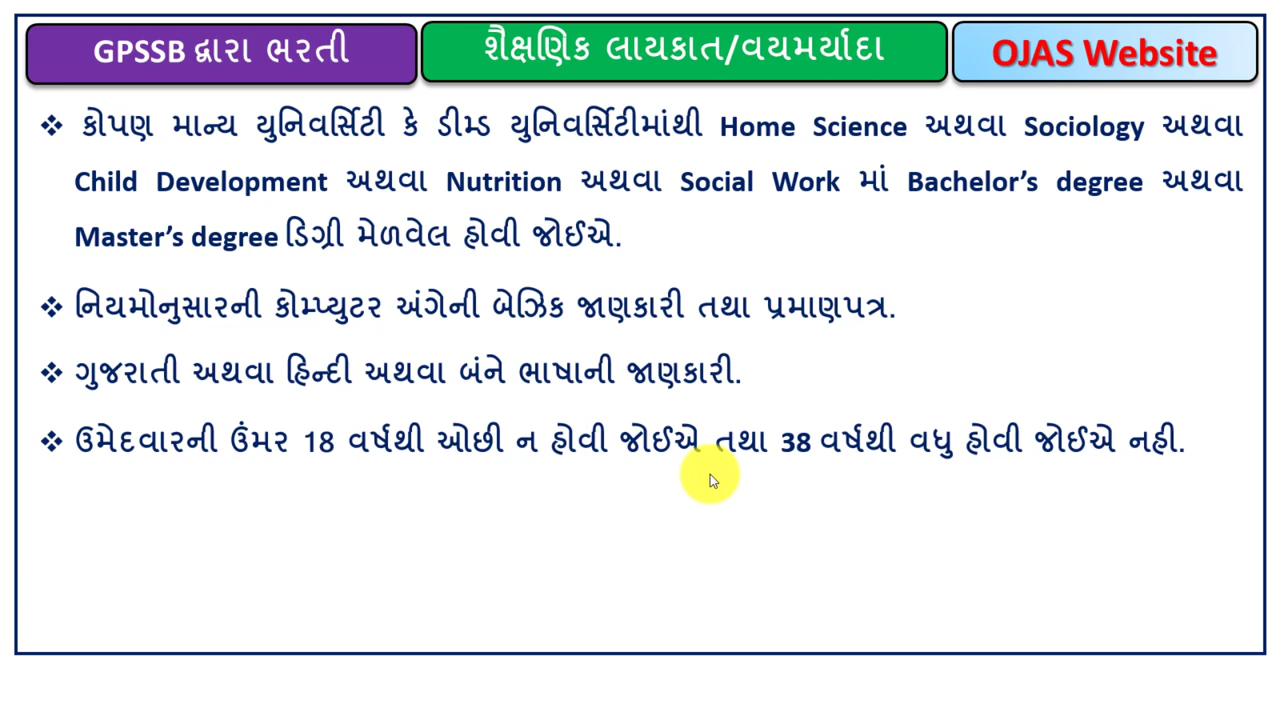 GPSSB દ્વારા ભરતી
શૈક્ષણિક લાયકાત/વયમર્યાદા
OJAS Website
❖ કોપણ માન્ય યુનિવર્સિટી કે ડીમ્ડ યુનિવર્સિટીમાંથી Home Science અથવા Sociology અથવા
Child Development અથવા Nutrition અથવા Social Work માં Bachelor’s degree અથવા
Master’s degree ડિગ્રી મેળવેલ હોવી જોઈએ.
❖ નિયમોનુસારની કોમ્પ્યુટર અંગેની બેઝિક જાણકારી તથા પ્રમાણપત્ર.
❖ ગુજરાતી અથવા હિન્દી અથવા બંને ભાષાની જાણકારી.
❖ ઉમેદવારની ઉંમર 18 વર્ષથી ઓછી ન હોવી જોઈએ તથા 38 વર્ષથી વધુ હોવી જોઈએ નહી.